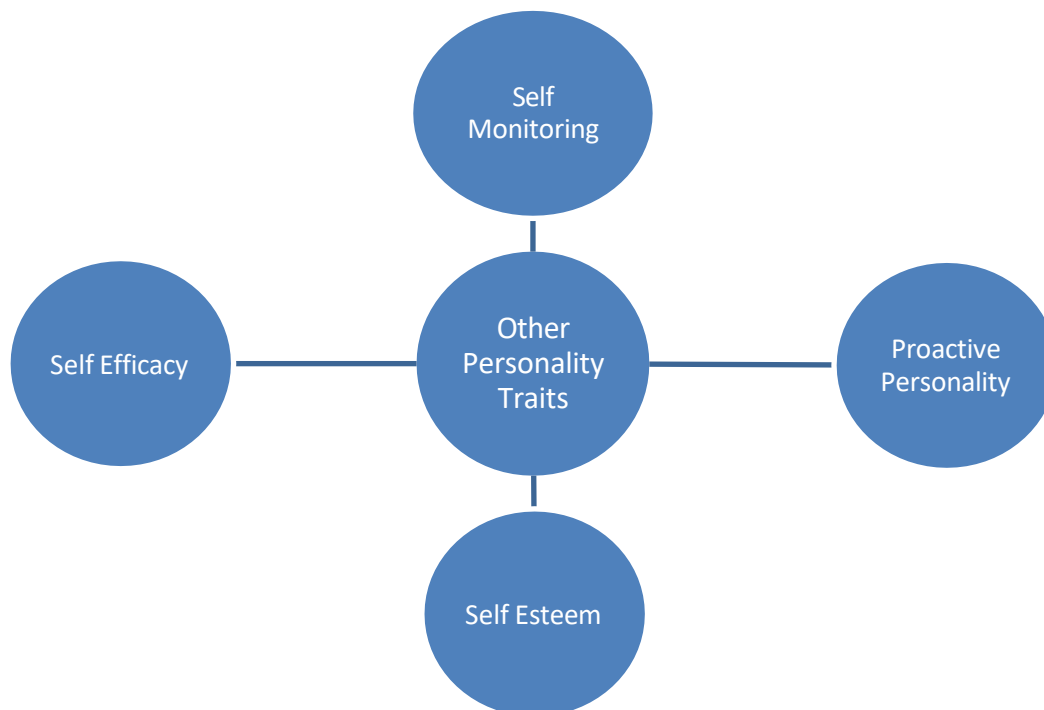 Self
Monitoring
Self Efficacy
Other
Personality
Traits
Proactive
Personality
Self Esteem